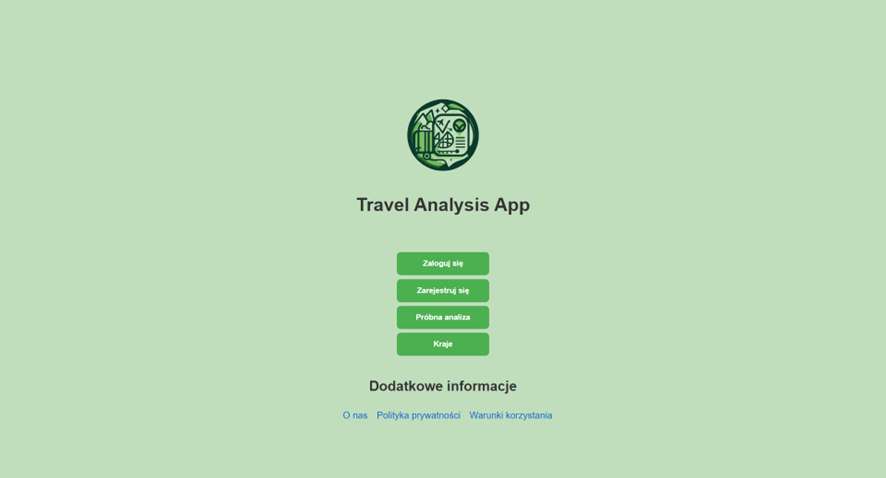 Travel Analysis App
Zaloguj się
Zarejestruj się
Próbna analiza
Kraje
Dodatkowe informacje
O nas Polityka prywatności Warunki korzystania